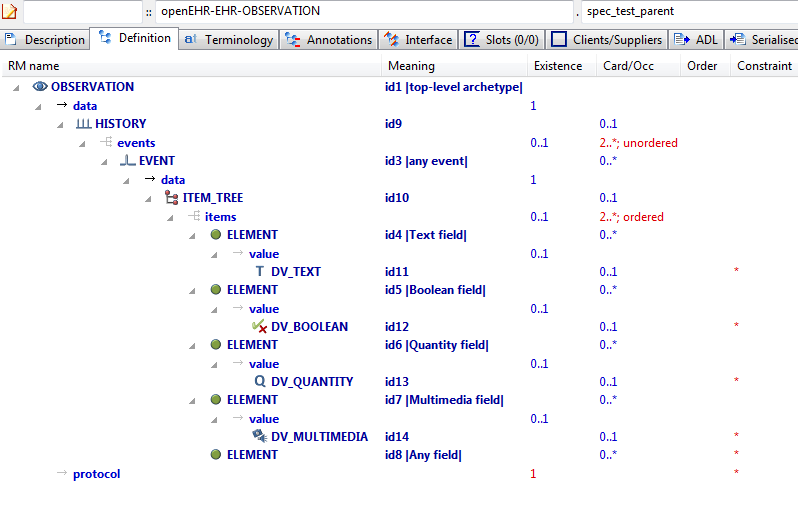 :: openEHR-EHR-OBSERVATION . spec_test_parent
Description Definition Terminology Annotations Interface Slots (0/0) Clients/Suppliers ADL Serialised
RM name Meaning Existence Card/Occ Order Constraint
OBSERVATION id1 |top-level archetype|
data 1
HISTORY id9 0..1
events 0..1 2..*; unordered
EVENT id3 |any event| 0..*
data 1
ITEM_TREE id10 0..1
items 0..1 2..*; ordered
ELEMENT id4 |Text field| 0..*
value 0..1
T DV_TEXT id11 0..1 *
ELEMENT id5 |Boolean field| 0..*
value 0..1
DV_BOOLEAN id12 0..1 *
ELEMENT id6 |Quantity field| 0..*
value 0..1
Q DV_QUANTITY id13 0..1 *
ELEMENT id7 |Multimedia field| 0..*
value 0..1
DV_MULTIMEDIA id14 0..1 *
ELEMENT id8 |Any field| 0..* *
protocol 1 *